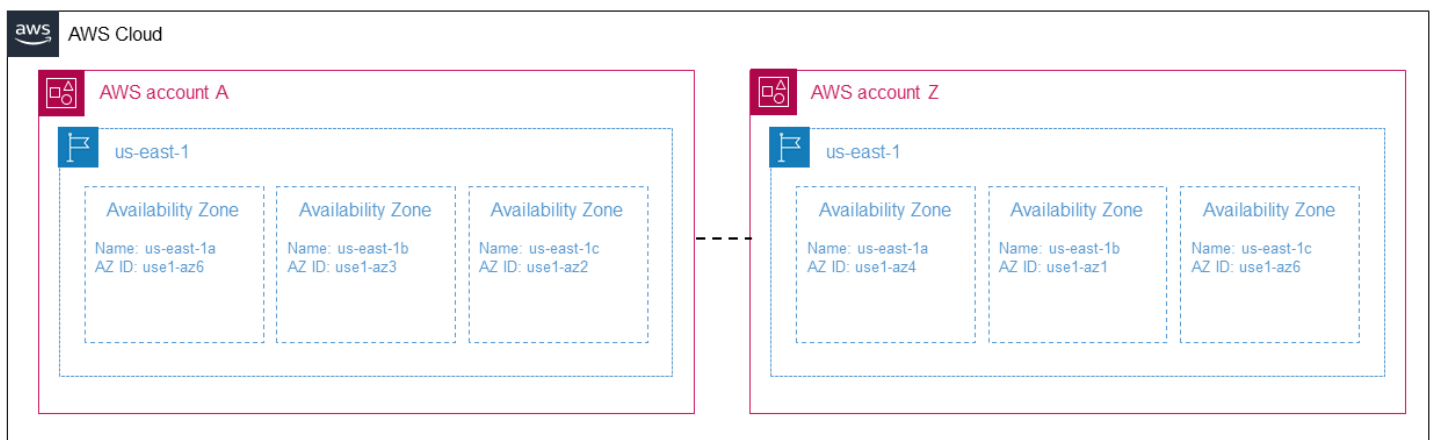 aws
AWS Cloud
AWS account A
us-east-1
Availability Zone
Name: us-east-1a
AZ ID: use1-az6
Availability Zone
Name: us-east-1b
AZ ID: use1-az3
Availability Zone
Name: us-east-1c
AZ ID: use1-az2
AWS account Z
us-east-1
Availability Zone
Name: us-east-1a
AZ ID: use1-az4
Availability Zone
Name: us-east-1b
AZ ID: use1-az1
Availability Zone
Name: us-east-1c
AZ ID: use1-az6